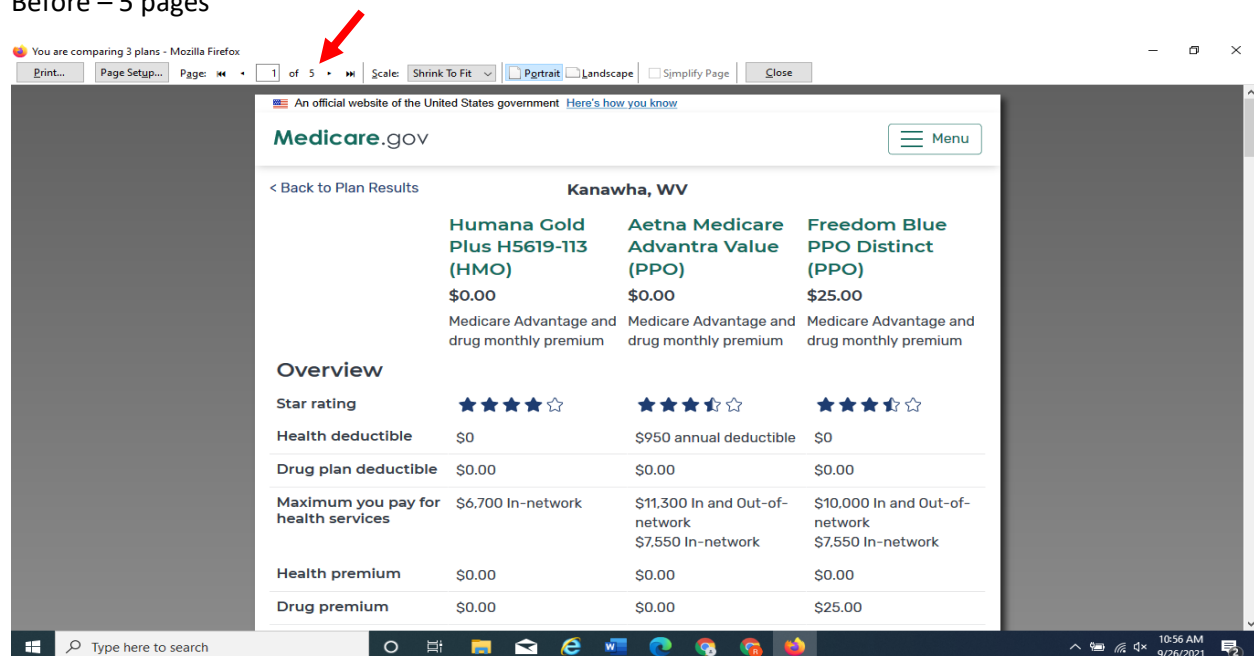 Before – 5 pages
You are comparing 3 plans - Mozilla Firefox
Print... Page Setup... Page: 1 of 5 Scale: Shrink To Fit Portrait Landscape Simplify Page Close
An official website of the United States government Here's how you know
Medicare.gov Menu
< Back to Plan Results Kanawha, WV
Humana Gold Aetna Medicare Freedom Blue
Plus H5619-113 Advantra Value PPO Distinct
(HMO) (PPO) (PPO)
$0.00 $0.00 $25.00
Medicare Advantage and Medicare Advantage and Medicare Advantage and
drug monthly premium drug monthly premium drug monthly premium
Overview
Star rating
Health deductible $0 $950 annual deductible $0
Drug plan deductible $0.00 $0.00 $0.00
Maximum you pay for $6,700 In-network $11,300 In and Out-of- $10,000 In and Out-of-
health services network network
$7,550 In-network $7,550 In-network
Health premium $0.00 $0.00 $0.00
Drug premium $0.00 $0.00 $25.00
Type here to search
10:56 AM
9/26/2021